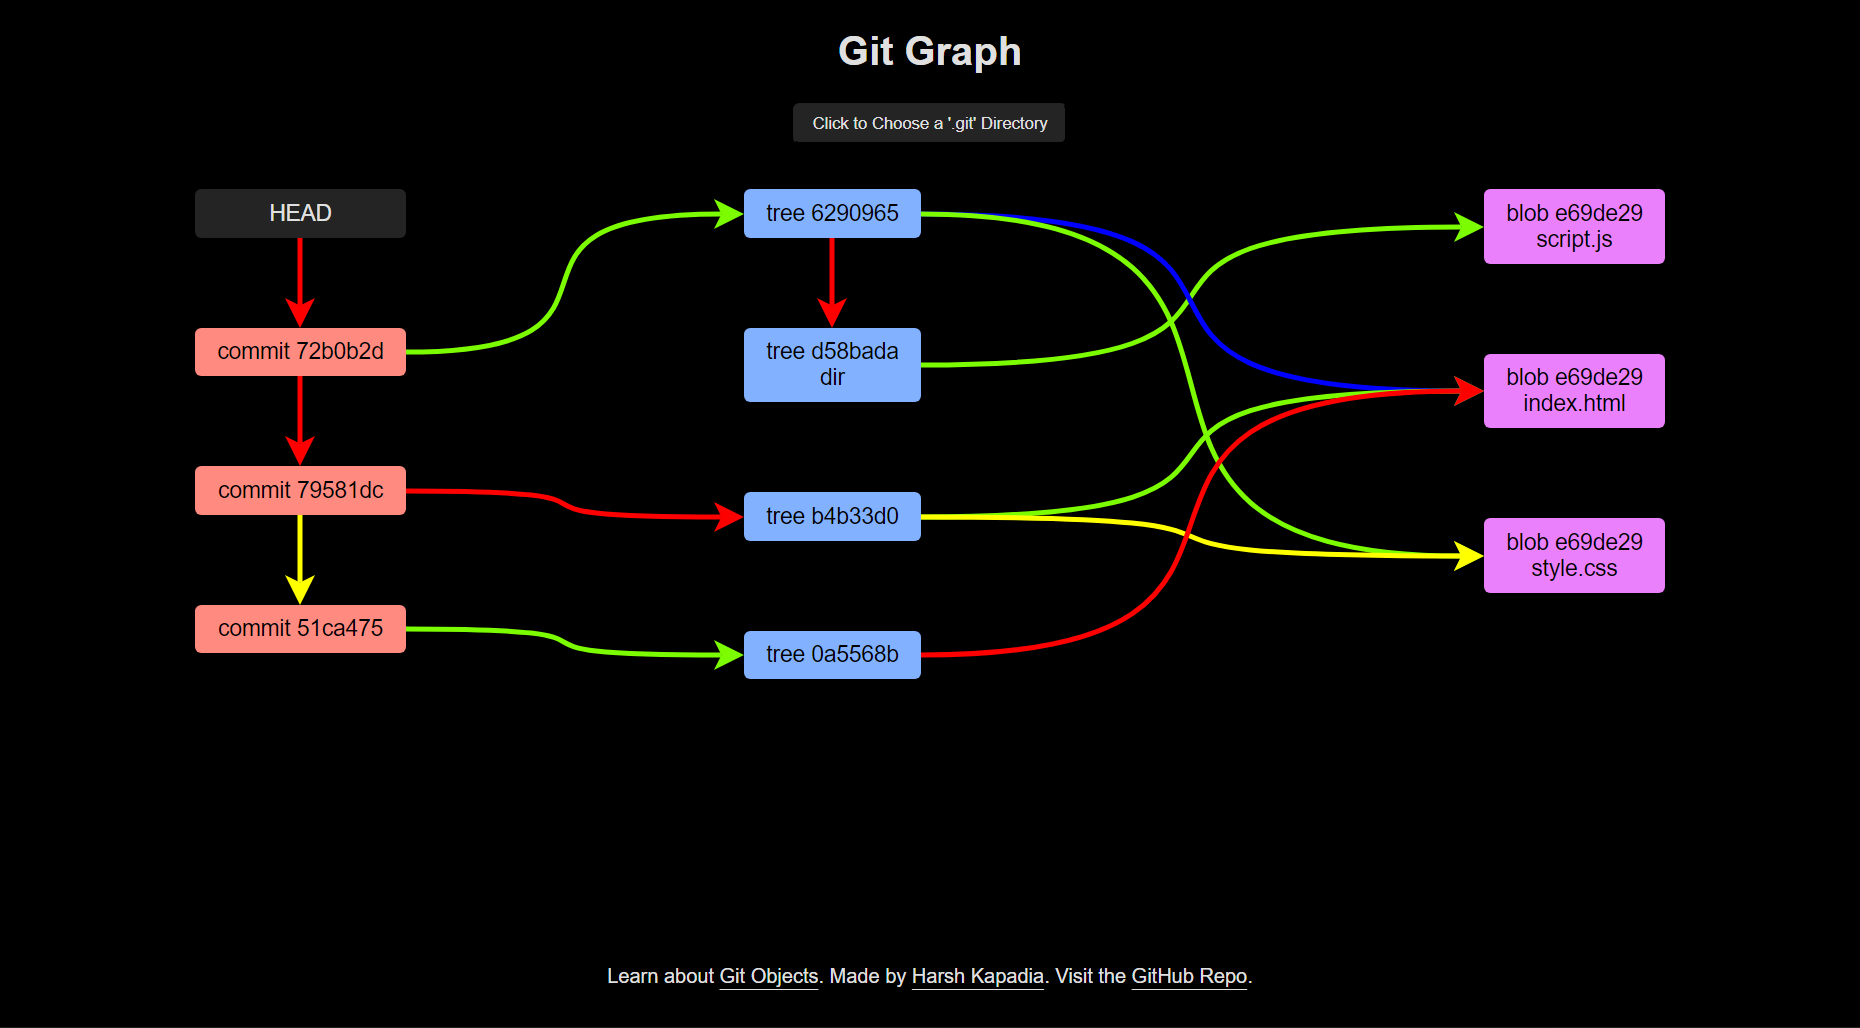 Git Graph
Click to Choose a '.git' Directory
HEAD
commit 72b0b2d
commit 79581dc
commit 51ca475
tree 6290965
tree d58bada
dir
tree b4b33d0
tree 0a5568b
blob e69de29
script.js
blob e69de29
index.html
blob e69de29
style.css
Learn about Git Objects. Made by Harsh Kapadia. Visit the GitHub Repo.